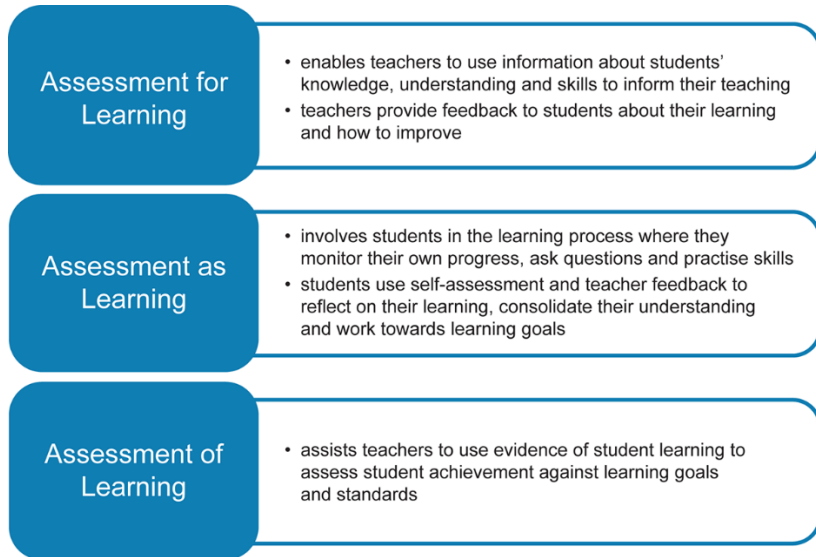 Assessment for
Learning
• enables teachers to use information about students’
knowledge, understanding and skills to inform their teaching
• teachers provide feedback to students about their learning
and how to improve
Assessment as
Learning
• involves students in the learning process where they
monitor their own progress, ask questions and practise skills
• students use self-assessment and teacher feedback to
reflect on their learning, consolidate their understanding
and work towards learning goals
Assessment of
Learning
• assists teachers to use evidence of student learning to
assess student achievement against learning goals
and standards